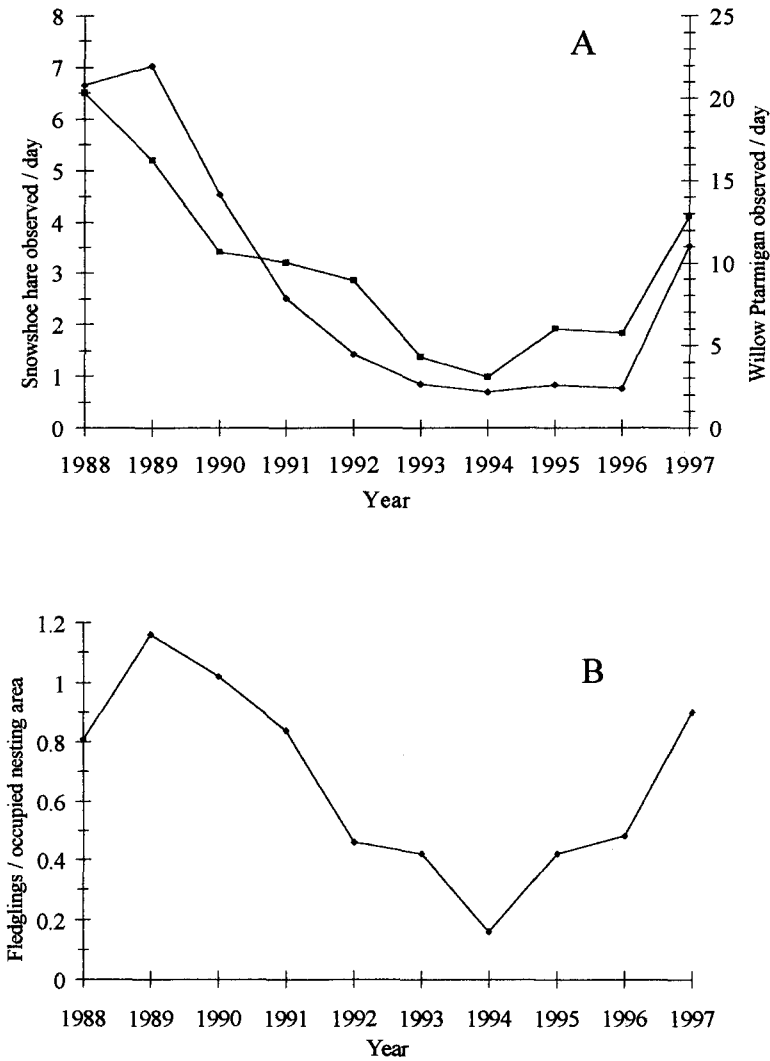 A
Snowshoe hare observed / day
8
7
6
5
4
3
2
1
0
Willow Ptarmigan observed / day
25
20
15
10
5
0
1988 1989 1990 1991 1992 1993 1994 1995 1996 1997
Year
B
Fledglings / occupied nesting area
1.2
1
0.8
0.6
0.4
0.2
0
1988 1989 1990 1991 1992 1993 1994 1995 1996 1997
Year